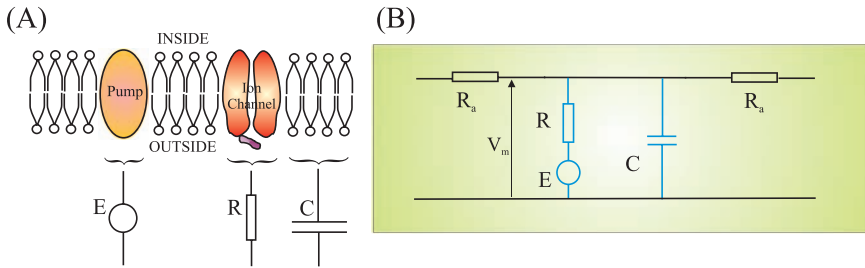 (A)
INSIDE
Pump
Ion
Channel
OUTSIDE
E
R
C
(B)
Rₐ
Rₐ
R
Vₘ
E
C